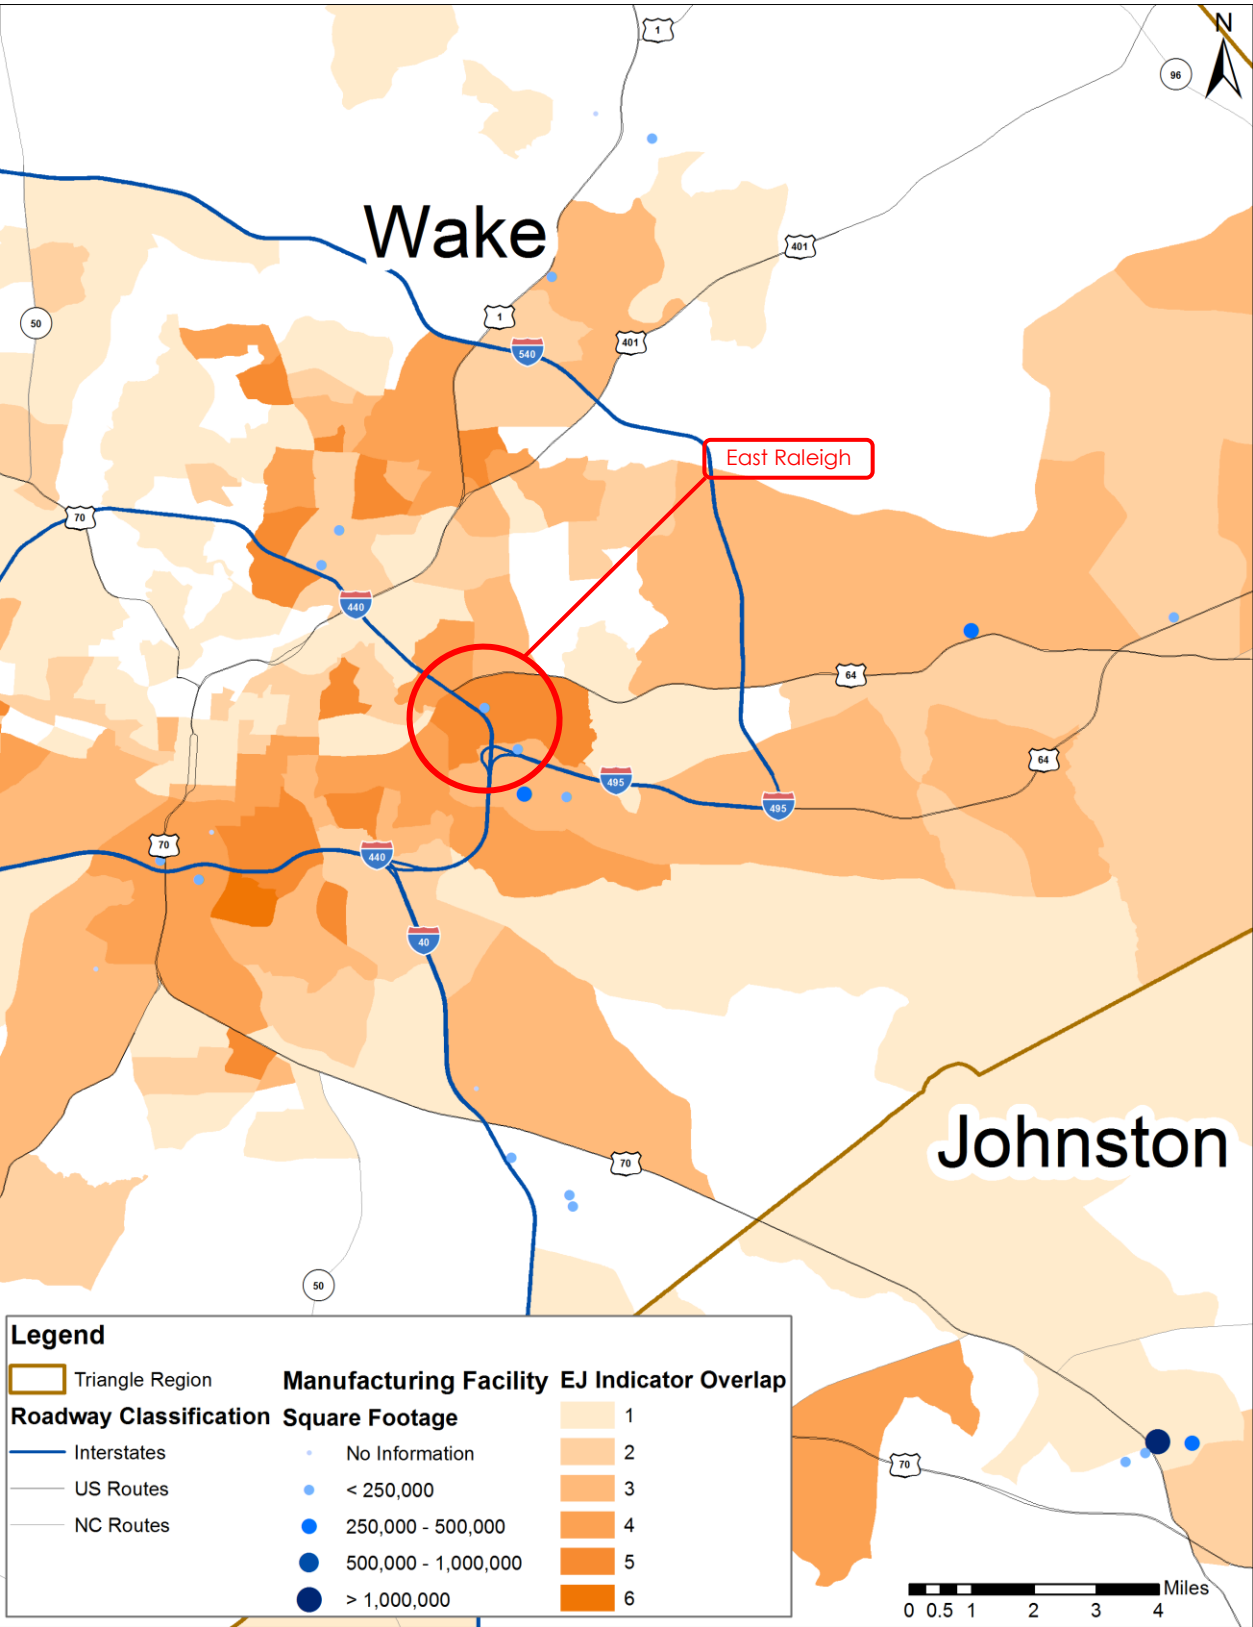 1
N
96
Wake
401
50
1
401
540
East Raleigh
70
440
64
64
495
495
70
440
40
Johnston
70
50
70
Legend
Triangle Region
Roadway Classification
Interstates
US Routes
NC Routes
Manufacturing Facility
Square Footage
No Information
< 250,000
250,000 - 500,000
500,000 - 1,000,000
> 1,000,000
EJ Indicator Overlap
1
2
3
4
5
6
Miles
0 0.5 1 2 3 4